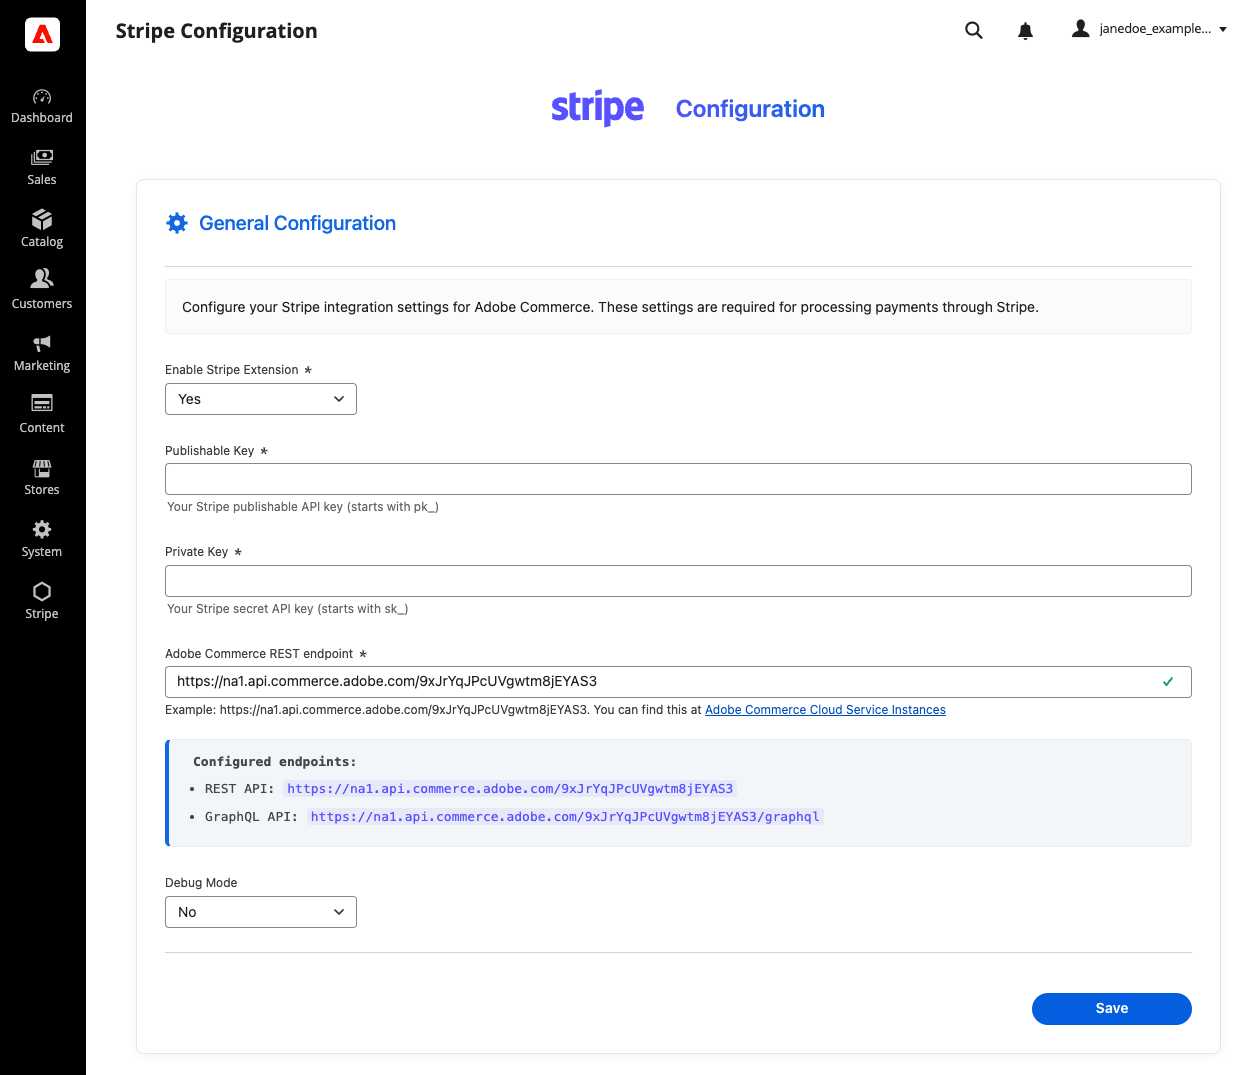 Stripe Configuration
janedoe_example...
Dashboard
Sales
Catalog
Customers
Marketing
Content
Stores
System
Stripe
stripe Configuration
General Configuration
Configure your Stripe integration settings for Adobe Commerce. These settings are required for processing payments through Stripe.
Enable Stripe Extension *
Yes
Publishable Key *
Your Stripe publishable API key (starts with pk_)
Private Key *
Your Stripe secret API key (starts with sk_)
Adobe Commerce REST endpoint *
https://na1.api.commerce.adobe.com/9xJrYqJPcUVgwtm8jEYAS3
Example: https://na1.api.commerce.adobe.com/9xJrYqJPcUVgwtm8jEYAS3. You can find this at Adobe Commerce Cloud Service Instances
Configured endpoints:
• REST API: https://na1.api.commerce.adobe.com/9xJrYqJPcUVgwtm8jEYAS3
• GraphQL API: https://na1.api.commerce.adobe.com/9xJrYqJPcUVgwtm8jEYAS3/graphql
Debug Mode
No
Save